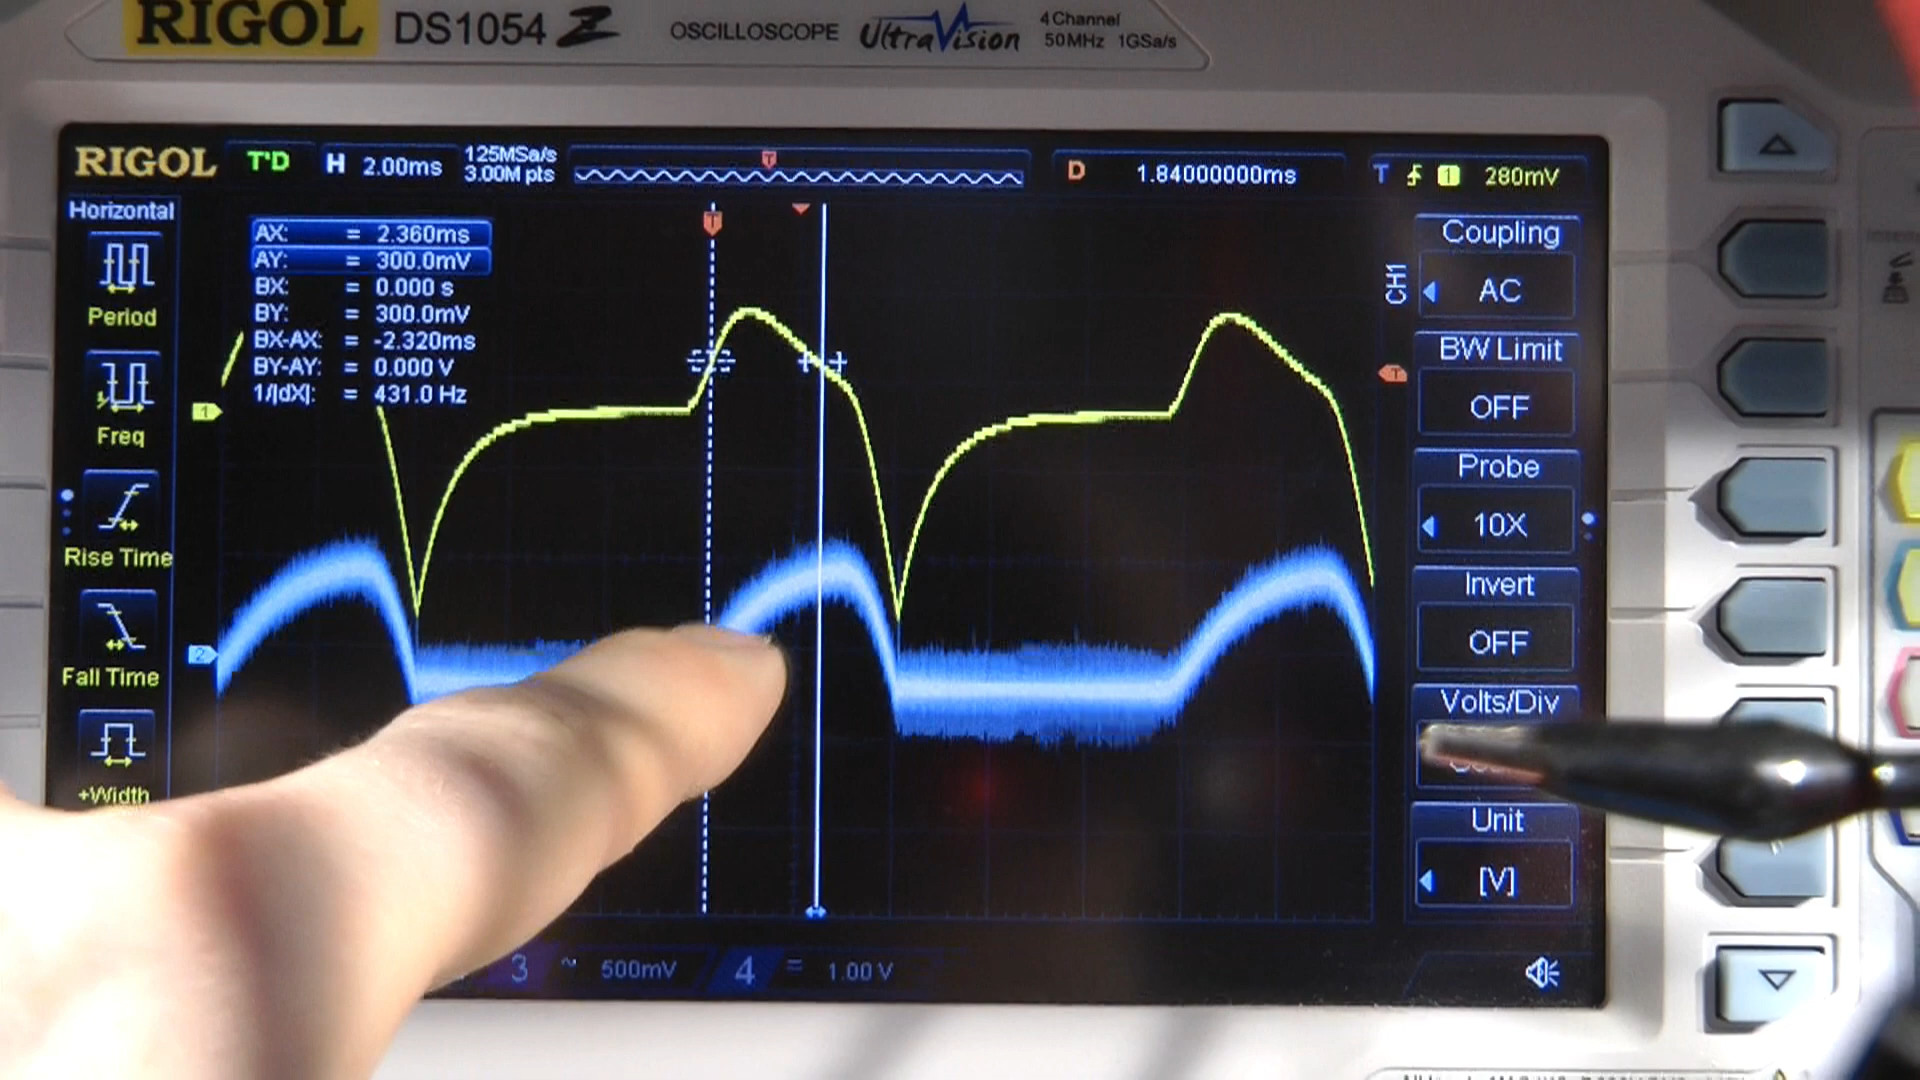 RIGOL DS1054 Z OSCILLOSCOPE UltraVision 4 Channel
50MHz 1GSa/s
RIGOL T'D H 2.00ms 125MSa/s
3.00M pts
D 1.84000000ms T 1 280mV
Horizontal
Period
Freq
Rise Time
Fall Time
+Width
AX: = 2.360ms
AY: = 300.0mV
BX: = 0.000 s
BY: = 300.0mV
BX-AX: = -2.320ms
BY-AY: = 0.000 V
1/|dX|: = 431.0 Hz
T
T
T
1
2
CH1
Coupling
AC
BW Limit
OFF
Probe
10X
Invert
OFF
Volts/Div
Unit
[V]
3 ~ 500mV 4 = 1.00 V